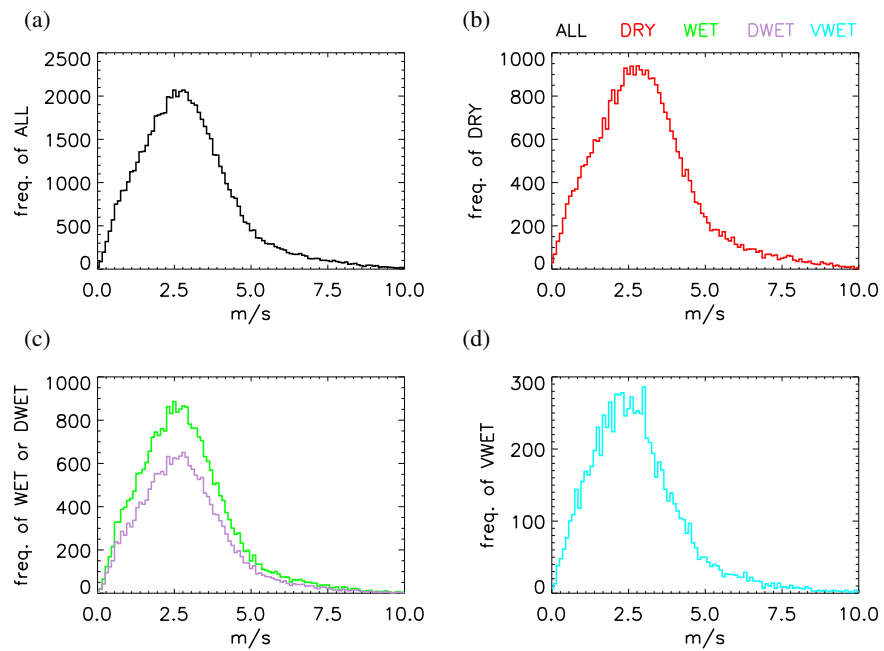 (a)
(b)
ALL DRY WET DWET VWET
2500
2000
1500
1000
500
0
freq. of ALL
0.0 2.5 5.0 7.5 10.0
m/s
1000
800
600
400
200
0
freq. of DRY
0.0 2.5 5.0 7.5 10.0
m/s
(c)
(d)
1000
800
600
400
200
0
freq. of WET or DWET
0.0 2.5 5.0 7.5 10.0
m/s
300
200
100
0
freq. of VWET
0.0 2.5 5.0 7.5 10.0
m/s